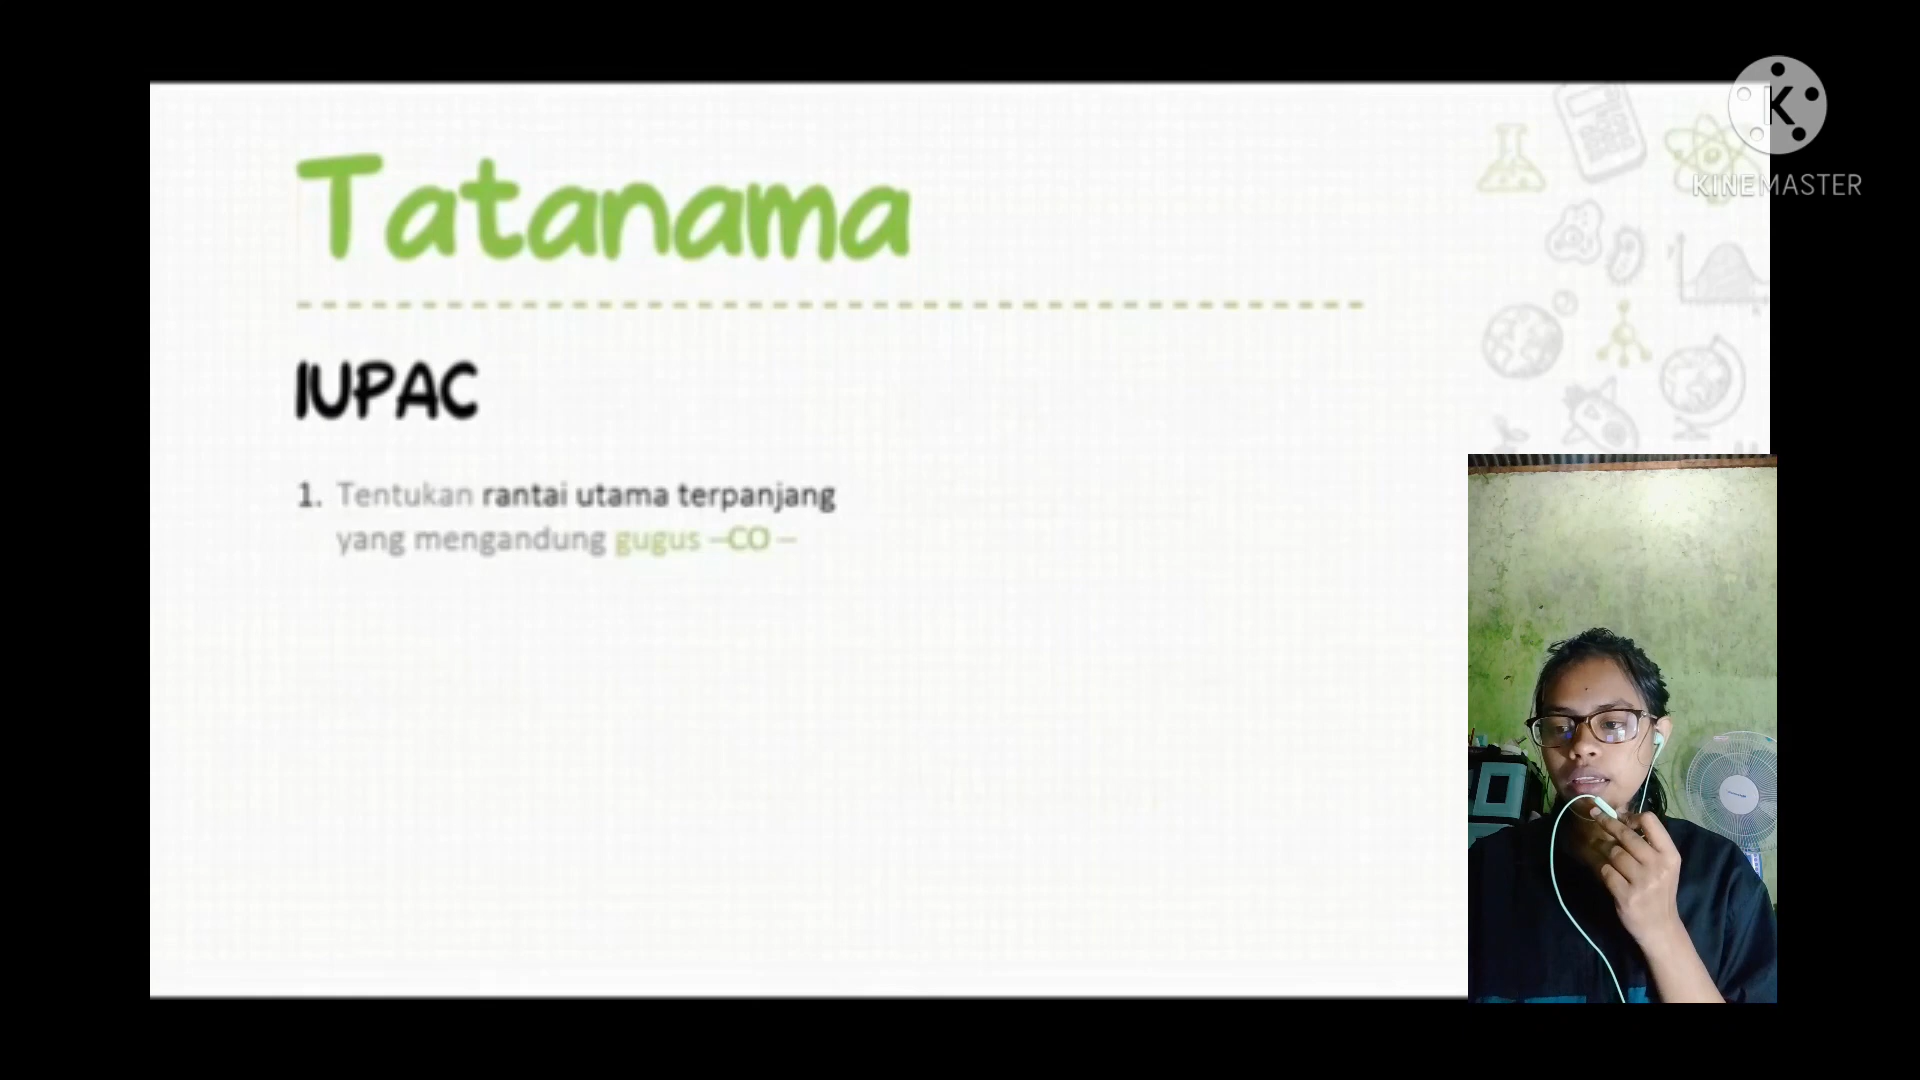 Tatanama
IUPAC
1. Tentukan rantai utama terpanjang
yang mengandung gugus –CO –
K
KINEMASTER